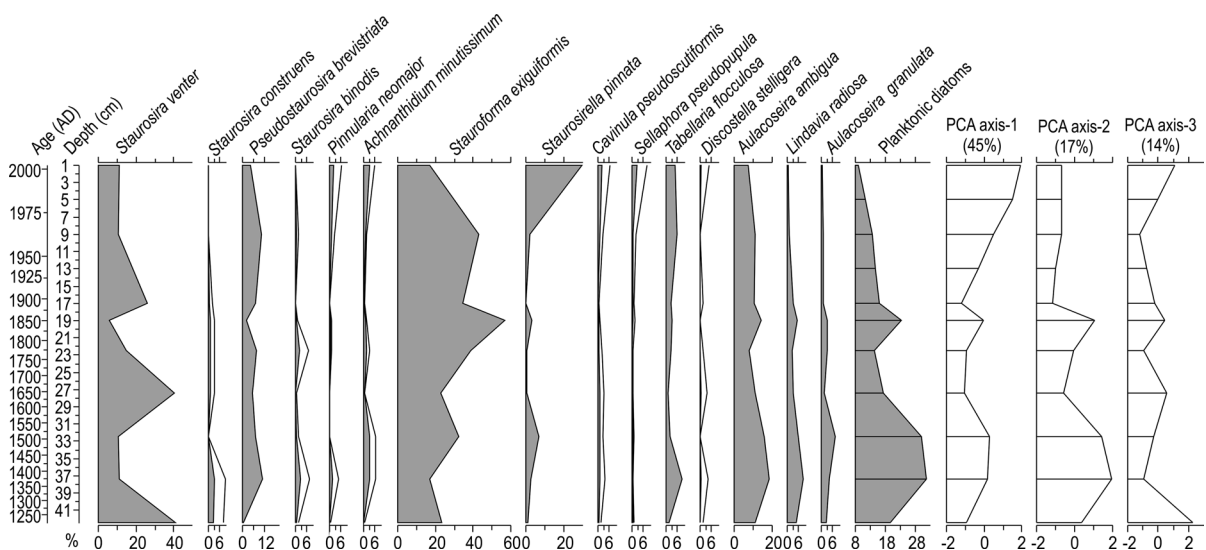 Age (AD)
Depth (cm)
Staurosira venter
Staurosira construens
Pseudostaurosira brevistriata
Staurosira binodis
Pinnularia neomajor
Achnanthidium minutissimum
Stauroforma exiguiformis
Staurosirella pinnata
Cavinula pseudoscutiformis
Sellaphora pseudopupula
Tabellaria flocculosa
Discostella stelligera
Aulacoseira ambigua
Lindavia radiosa
Aulacoseira granulata
Planktonic diatoms
PCA axis-1
(45%)
PCA axis-2
(17%)
PCA axis-3
(14%)
2000
1975
1950
1925
1900
1850
1800
1700
1650
1600
1550
1500
1400
1350
1300
1250
1
3
5
7
9
11
13
15
17
19
21
23
25
27
29
31
33
35
37
39
41
% 0 20 40 0 6 0 12 0 6 0 6 0 6 0 20 40 60 0 20 0 6 0 6 0 6 0 6 0 20 0 6 0 6 8 18 28 -2 0 2 -2 0 2 -2 0 2